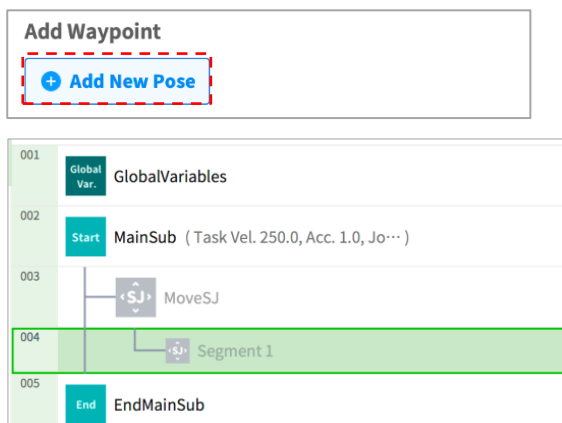 Add Waypoint
Add New Pose
001
Global Var. GlobalVariables
002
Start MainSub ( Task Vel. 250.0, Acc. 1.0, Jo··· )
003
SJ MoveSJ
004
SJ Segment 1
005
End EndMainSub